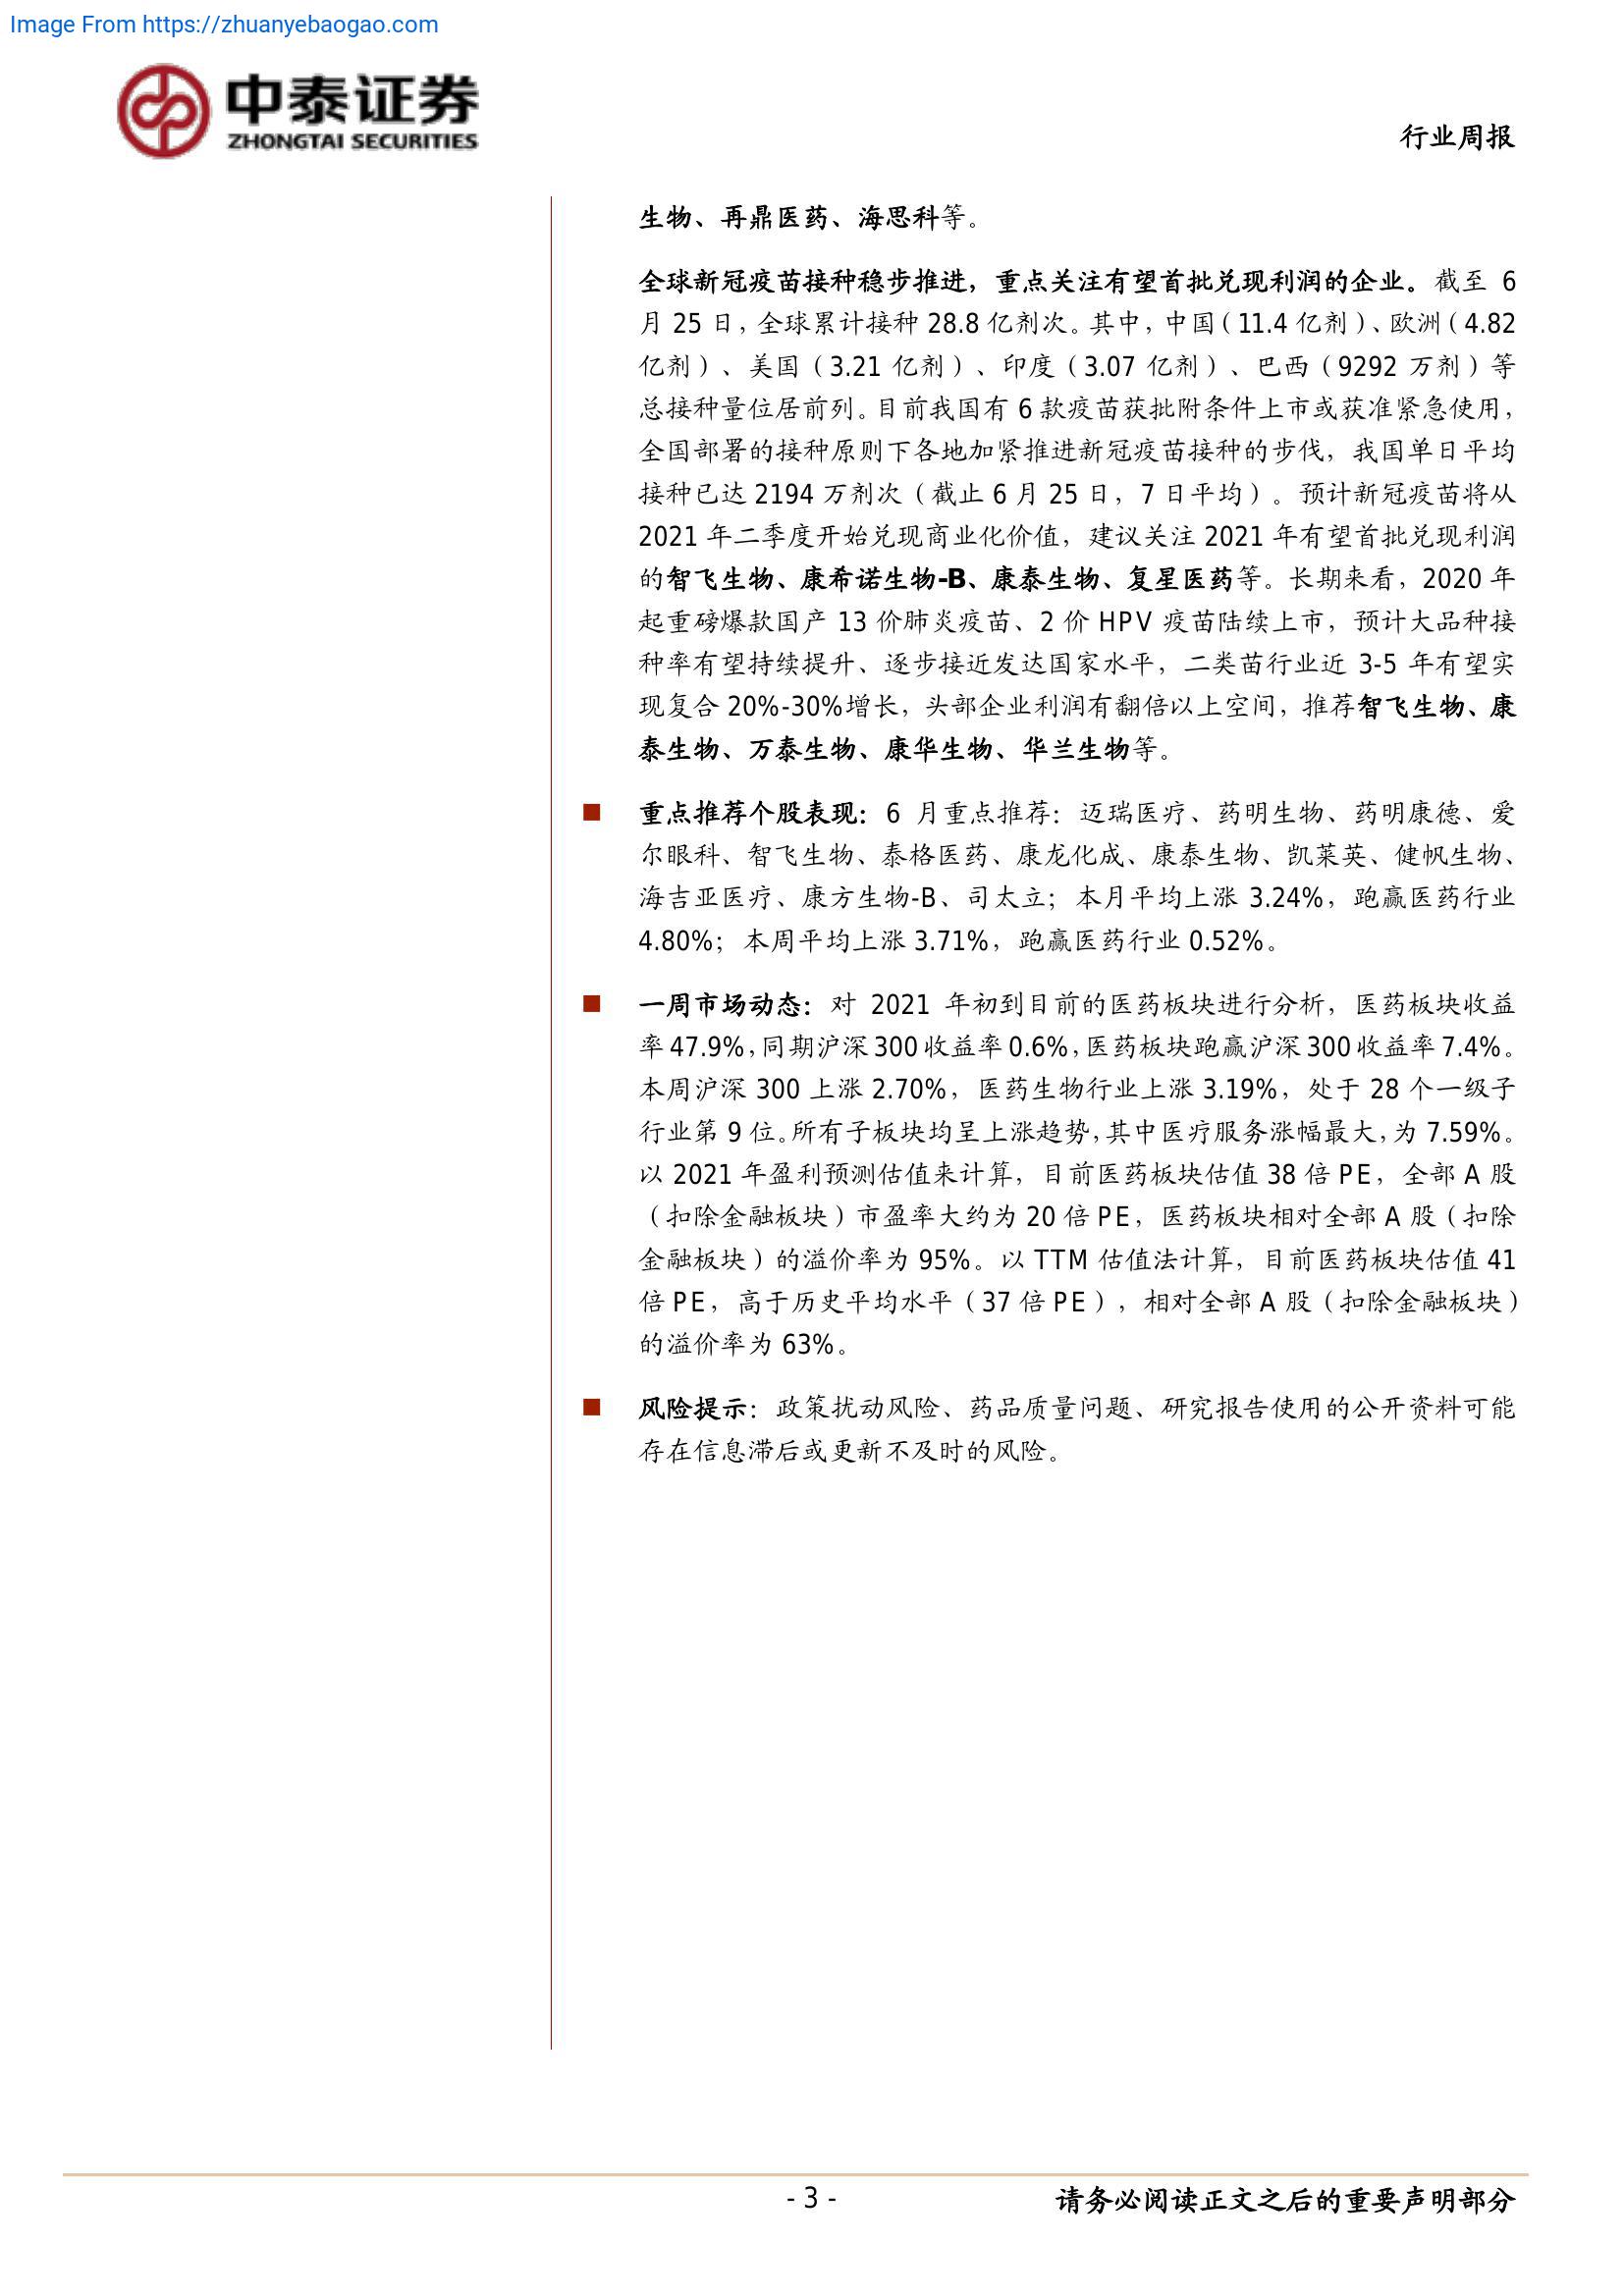 Image From https://zhuanyebaogao.com
中泰证券
ZHONGTAI SECURITIES
行业周报
生物、再鼎医药、海思科等。
全球新冠疫苗接种稳步推进，重点关注有望首批兑现利润的企业。截至 6
月 25 日，全球累计接种 28.8 亿剂次。其中，中国（11.4 亿剂）、欧洲（4.82
亿剂）、美国（3.21 亿剂）、印度（3.07 亿剂）、巴西（9292 万剂）等
总接种量位居前列。目前我国有 6 款疫苗获批附条件上市或获准紧急使用，
全国部署的接种原则下各地加紧推进新冠疫苗接种的步伐，我国单日平均
接种已达 2194 万剂次（截止 6 月 25 日，7 日平均）。预计新冠疫苗将从
2021 年二季度开始兑现商业化价值，建议关注 2021 年有望首批兑现利润
的智飞生物、康希诺生物-B、康泰生物、复星医药等。长期来看，2020 年
起重磅爆款国产 13 价肺炎疫苗、2 价 HPV 疫苗陆续上市，预计大品种接
种率有望持续提升、逐步接近发达国家水平，二类苗行业近 3-5 年有望实
现复合 20%-30%增长，头部企业利润有翻倍以上空间，推荐智飞生物、康
泰生物、万泰生物、康华生物、华兰生物等。
■ 重点推荐个股表现：6 月重点推荐：迈瑞医疗、药明生物、药明康德、爱
尔眼科、智飞生物、泰格医药、康龙化成、康泰生物、凯莱英、健帆生物、
海吉亚医疗、康方生物-B、司太立；本月平均上涨 3.24%，跑赢医药行业
4.80%；本周平均上涨 3.71%，跑赢医药行业 0.52%。
■ 一周市场动态：对 2021 年初到目前的医药板块进行分析，医药板块收益
率 47.9%，同期沪深 300 收益率 0.6%，医药板块跑赢沪深 300 收益率 7.4%。
本周沪深 300 上涨 2.70%，医药生物行业上涨 3.19%，处于 28 个一级子
行业第 9 位。所有子板块均呈上涨趋势，其中医疗服务涨幅最大，为 7.59%。
以 2021 年盈利预测估值来计算，目前医药板块估值 38 倍 PE，全部 A 股
（扣除金融板块）市盈率大约为 20 倍 PE，医药板块相对全部 A 股（扣除
金融板块）的溢价率为 95%。以 TTM 估值法计算，目前医药板块估值 41
倍 PE，高于历史平均水平（37 倍 PE），相对全部 A 股（扣除金融板块）
的溢价率为 63%。
■ 风险提示：政策扰动风险、药品质量问题、研究报告使用的公开资料可能
存在信息滞后或更新不及时的风险。
- 3 -
请务必阅读正文之后的重要声明部分